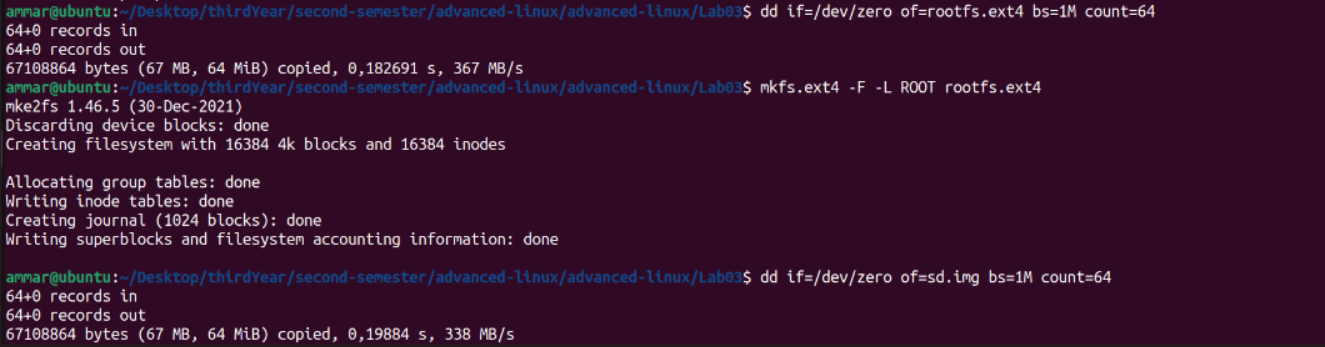 ammar@ubuntu:~/Desktop/thirdYear/second-semester/advanced-linux/advanced-linux/Lab03$ dd if=/dev/zero of=rootfs.ext4 bs=1M count=64
64+0 records in
64+0 records out
67108864 bytes (67 MB, 64 MiB) copied, 0,182691 s, 367 MB/s
ammar@ubuntu:~/Desktop/thirdYear/second-semester/advanced-linux/advanced-linux/Lab03$ mkfs.ext4 -F -L ROOT rootfs.ext4
mke2fs 1.46.5 (30-Dec-2021)
Discarding device blocks: done
Creating filesystem with 16384 4k blocks and 16384 inodes
Allocating group tables: done
Writing inode tables: done
Creating journal (1024 blocks): done
Writing superblocks and filesystem accounting information: done
ammar@ubuntu:~/Desktop/thirdYear/second-semester/advanced-linux/advanced-linux/Lab03$ dd if=/dev/zero of=sd.img bs=1M count=64
64+0 records in
64+0 records out
67108864 bytes (67 MB, 64 MiB) copied, 0,19884 s, 338 MB/s